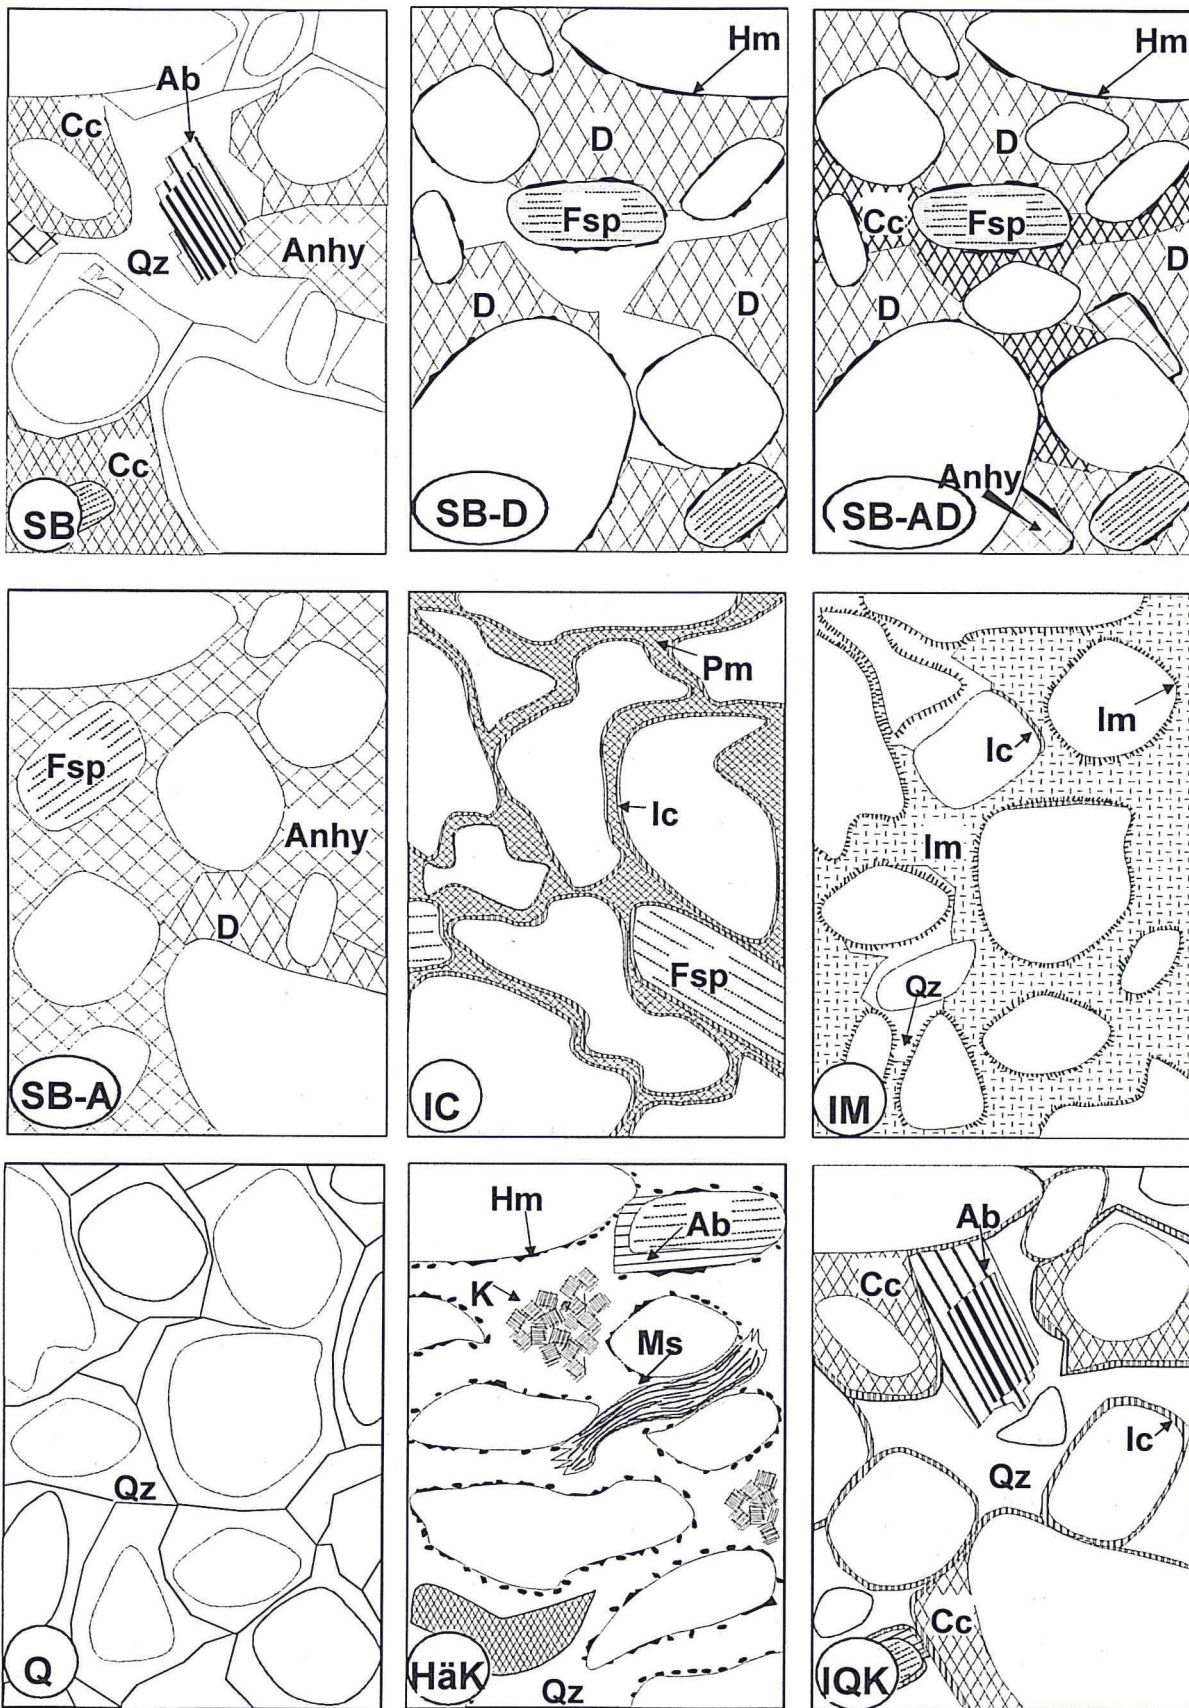 Ab
Cc
Qz
Anhy
Cc
SB
Hm
D
Fsp
D
D
SB-D
Hm
D
Cc
Fsp
D
D
Anhy
SB-AD
Fsp
Anhy
D
SB-A
Pm
Ic
Fsp
IC
Im
Ic
Im
Qz
IM
Qz
Q
Hm
Ab
K
Ms
HäK
Qz
Ab
Cc
Ic
Qz
Cc
IQK